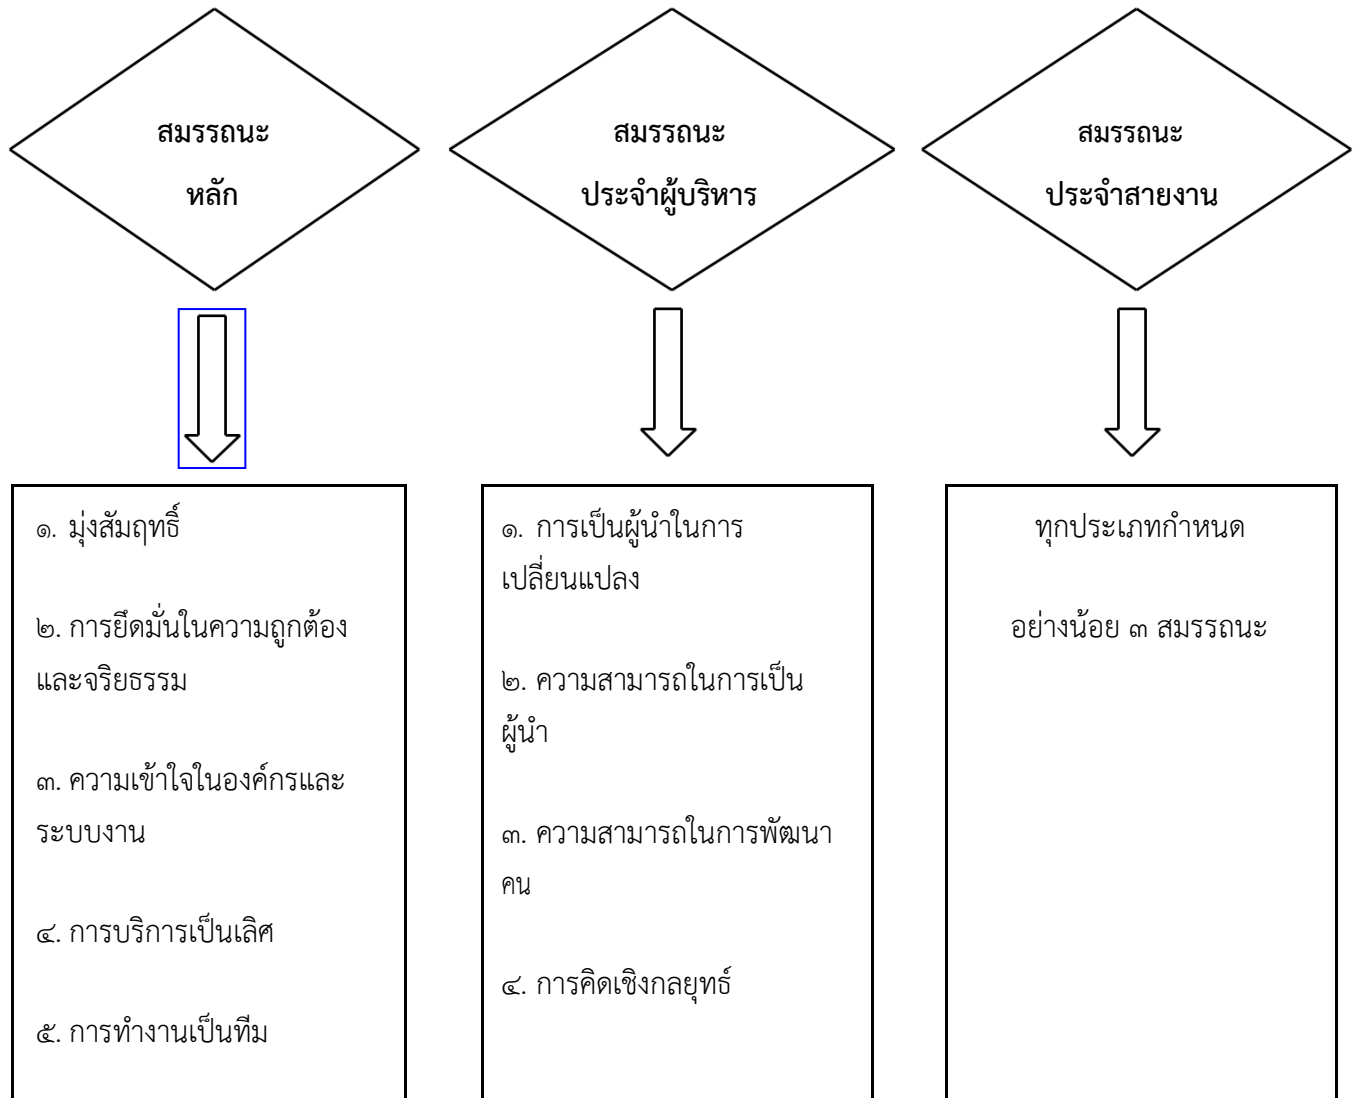 สมรรถนะ
หลัก
สมรรถนะ
ประจำผู้บริหาร
สมรรถนะ
ประจำสายงาน
๑. มุ่งสัมฤทธิ์
๒. การยึดมั่นในความถูกต้อง
และจริยธรรม
๓. ความเข้าใจในองค์กรและ
ระบบงาน
๔. การบริการเป็นเลิศ
๕. การทำงานเป็นทีม
๑. การเป็นผู้นำในการ
เปลี่ยนแปลง
๒. ความสามารถในการเป็น
ผู้นำ
๓. ความสามารถในการพัฒนา
คน
๔. การคิดเชิงกลยุทธ์
ทุกประเภทกำหนด
อย่างน้อย ๓ สมรรถนะ